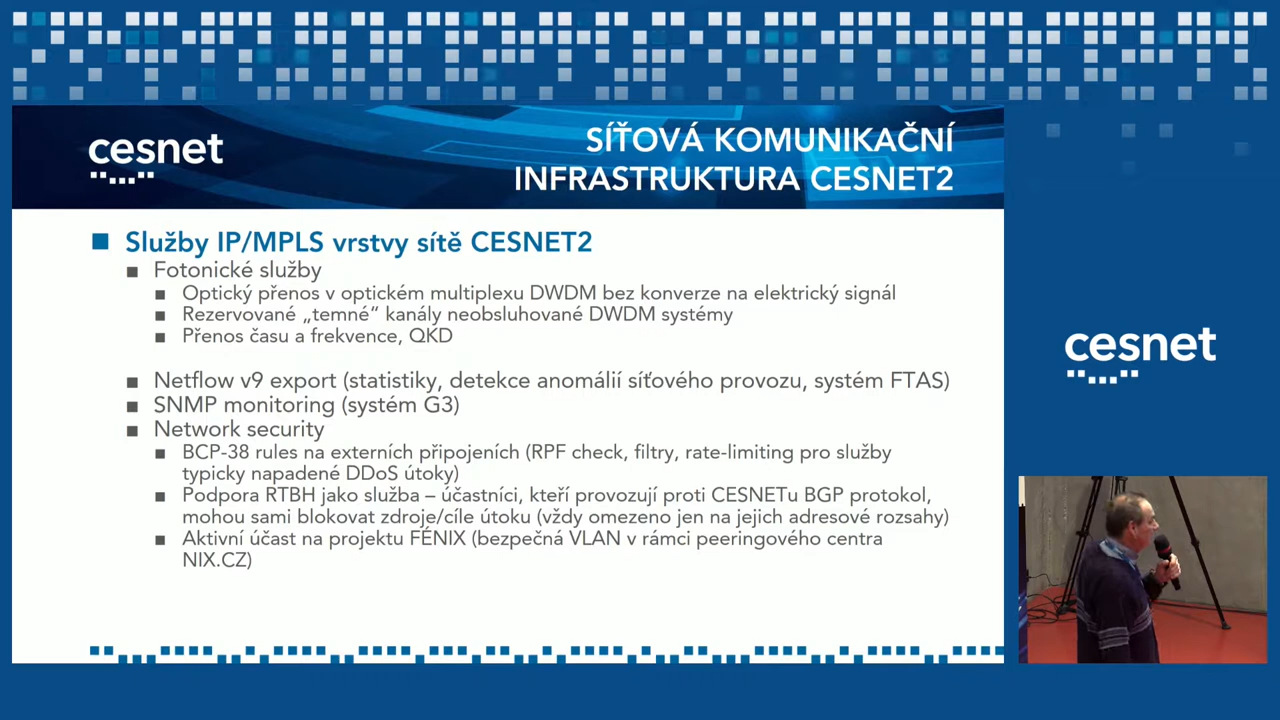 cesnet
SÍŤOVÁ KOMUNIKAČNÍ
INFRASTRUKTURA CESNET2
Služby IP/MPLS vrstvy sítě CESNET2
Fotonické služby
Optický přenos v optickém multiplexu DWDM bez konverze na elektrický signál
Rezervované „temné“ kanály neobsluhované DWDM systémy
Přenos času a frekvence, QKD
Netflow v9 export (statistiky, detekce anomálií síťového provozu, systém FTAS)
SNMP monitoring (systém G3)
Network security
BCP-38 rules na externích připojeních (RPF check, filtry, rate-limiting pro služby
typicky napadené DDoS útoky)
Podpora RTBH jako služba – účastníci, kteří provozují proti CESNETu BGP protokol,
mohou sami blokovat zdroje/cíle útoku (vždy omezeno jen na jejich adresové rozsahy)
Aktivní účast na projektu FÉNIX (bezpečná VLAN v rámci peeringového centra
NIX.CZ)
cesnet